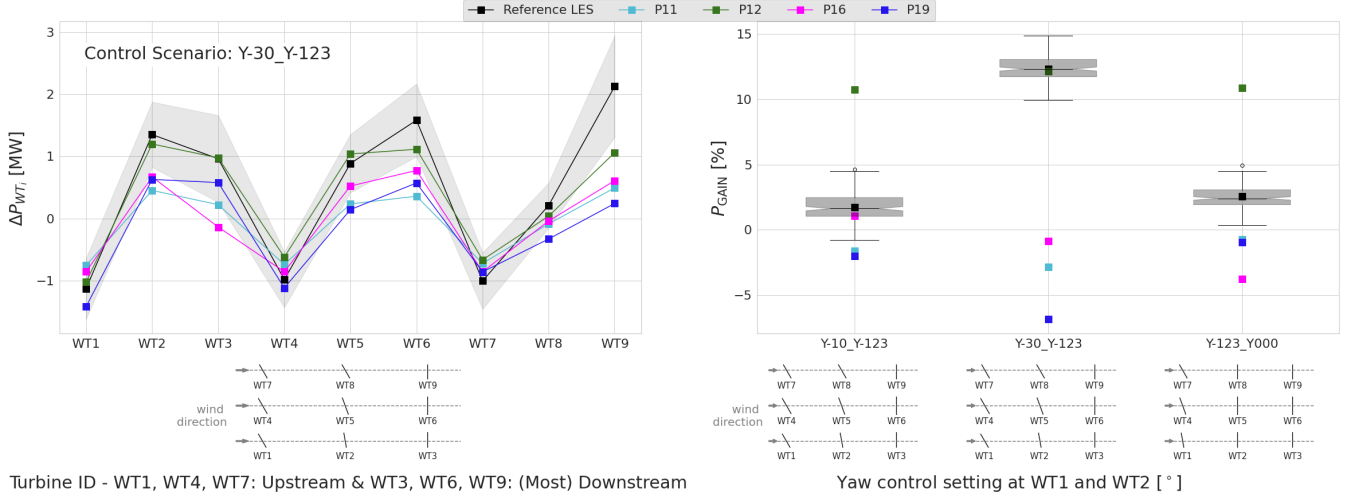 Reference LES P11 P12 P16 P19
Control Scenario: Y-30_Y-123
ΔP_{WT_i} [MW]
3
2
1
0
−1
WT1 WT2 WT3 WT4 WT5 WT6 WT7 WT8 WT9
WT7 WT8 WT9
wind
direction
WT4 WT5 WT6
WT1 WT2 WT3
Turbine ID - WT1, WT4, WT7: Upstream & WT3, WT6, WT9: (Most) Downstream
P_{GAIN} [%]
15
10
5
0
−5
Y-10_Y-123 Y-30_Y-123 Y-123_Y000
WT7 WT8 WT9 WT7 WT8 WT9 WT7 WT8 WT9
wind
direction
WT4 WT5 WT6 WT4 WT5 WT6 WT4 WT5 WT6
WT1 WT2 WT3 WT1 WT2 WT3 WT1 WT2 WT3
Yaw control setting at WT1 and WT2 [°]